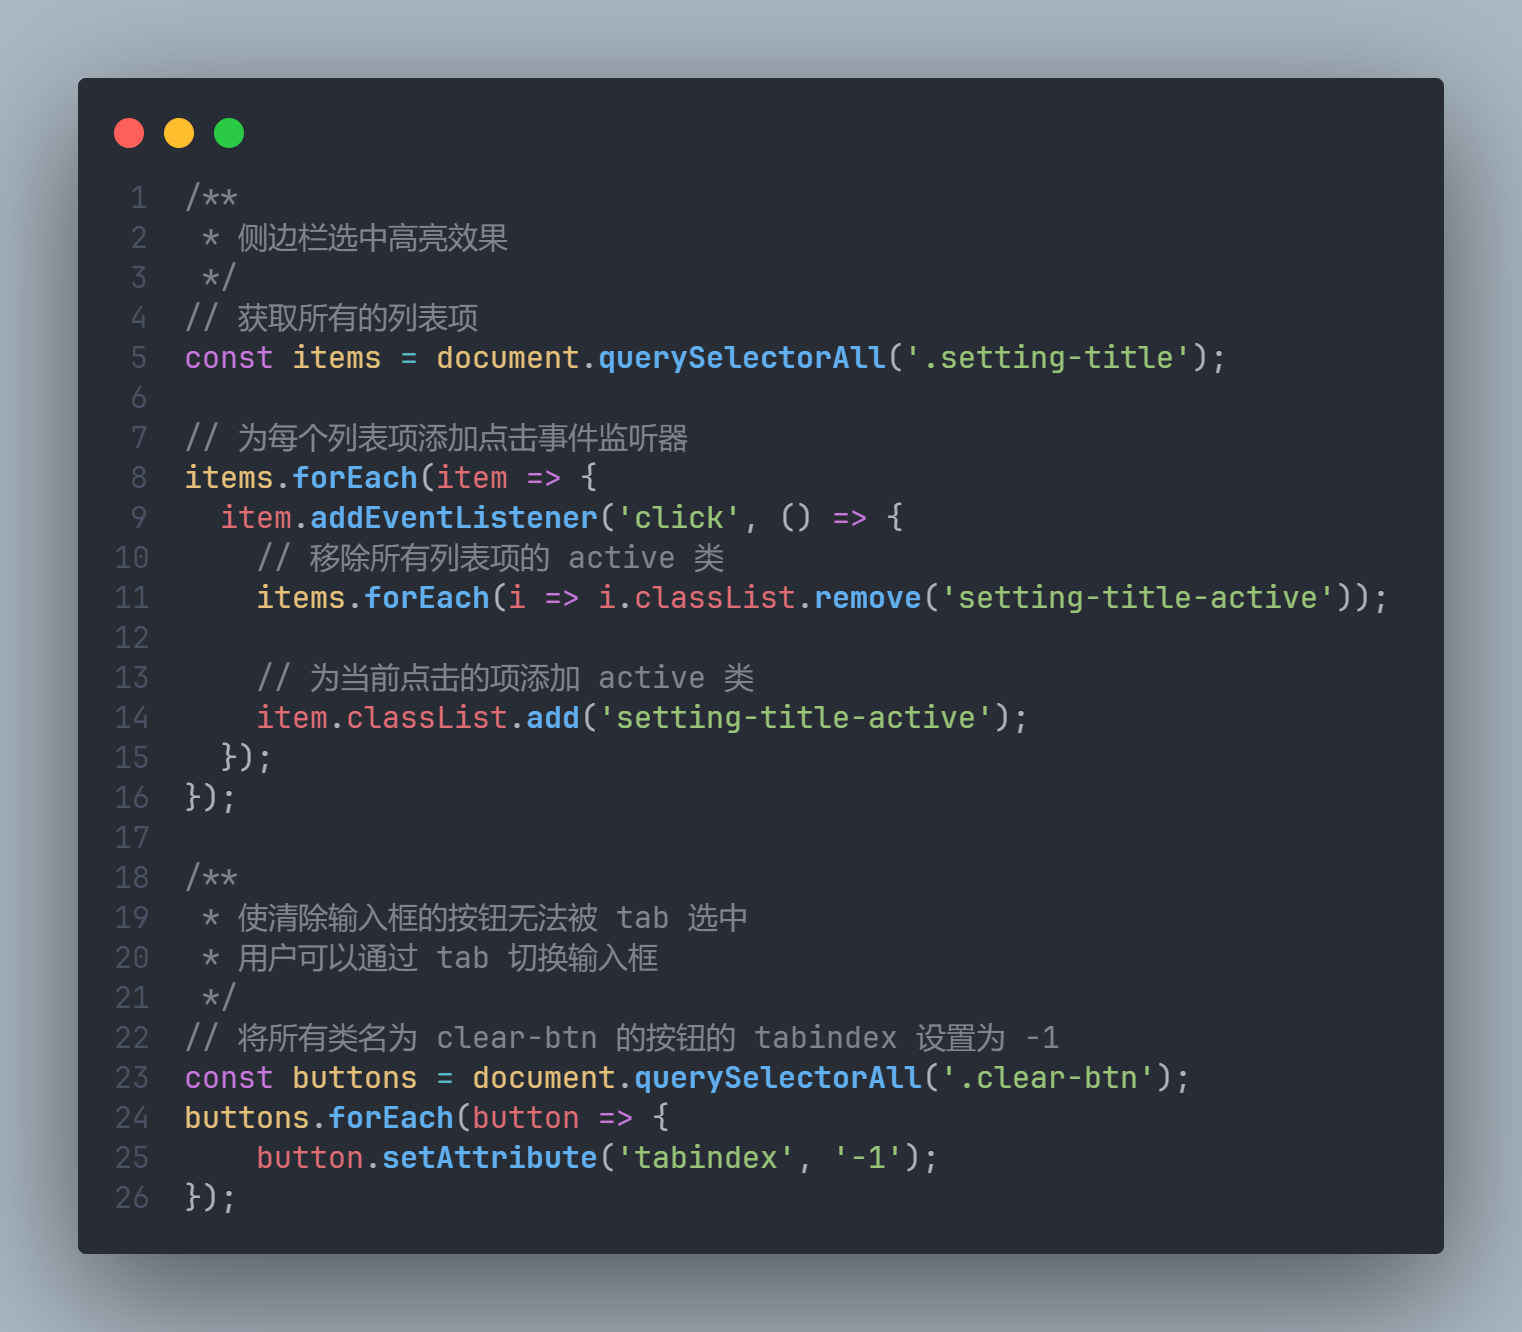 1 /**
2  * 侧边栏选中高亮效果
3  */
4 // 获取所有的列表项
5 const items = document.querySelectorAll('.setting-title');
6
7 // 为每个列表项添加点击事件监听器
8 items.forEach(item => {
9   item.addEventListener('click', () => {
10     // 移除所有列表项的 active 类
11     items.forEach(i => i.classList.remove('setting-title-active'));
12
13     // 为当前点击的项添加 active 类
14     item.classList.add('setting-title-active');
15   });
16 });
17
18 /**
19  * 使清除输入框的按钮无法被 tab 选中
20  * 用户可以通过 tab 切换输入框
21  */
22 // 将所有类名为 clear-btn 的按钮的 tabindex 设置为 -1
23 const buttons = document.querySelectorAll('.clear-btn');
24 buttons.forEach(button => {
25     button.setAttribute('tabindex', '-1');
26 });